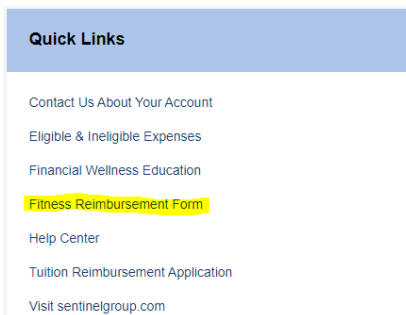 Quick Links
Contact Us About Your Account
Eligible & Ineligible Expenses
Financial Wellness Education
Fitness Reimbursement Form
Help Center
Tuition Reimbursement Application
Visit sentinelgroup.com